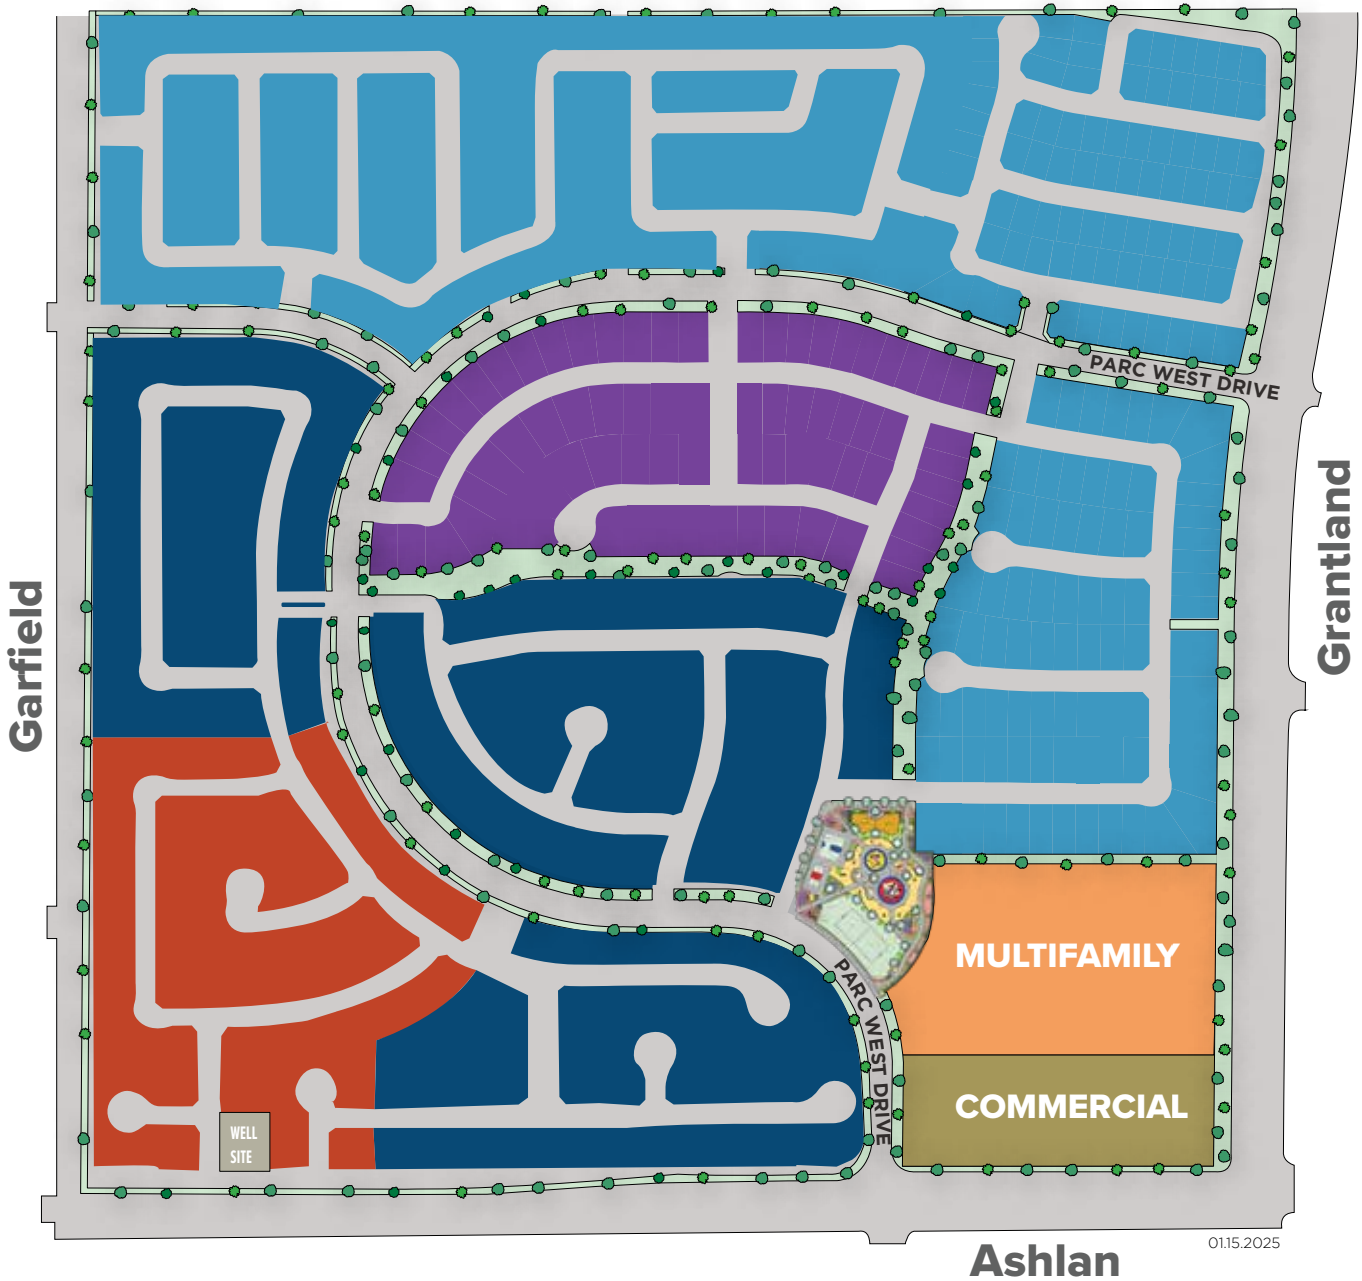 PARC WEST DRIVE
Garfield
Grantland
MULTIFAMILY
PARC WEST DRIVE
COMMERCIAL
WELL
SITE
01.15.2025
Ashlan